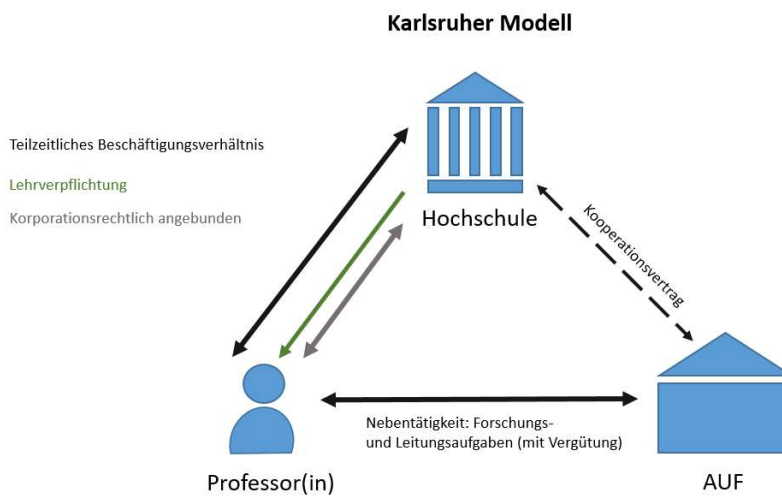 Karlsruher Modell
Teilzeitliches Beschäftigungsverhältnis
Lehrverpflichtung
Korporationsrechtlich angebunden
Hochschule
Kooperationsvertrag
Nebentätigkeit: Forschungs-
und Leitungsaufgaben (mit Vergütung)
Professor(in)
AUF